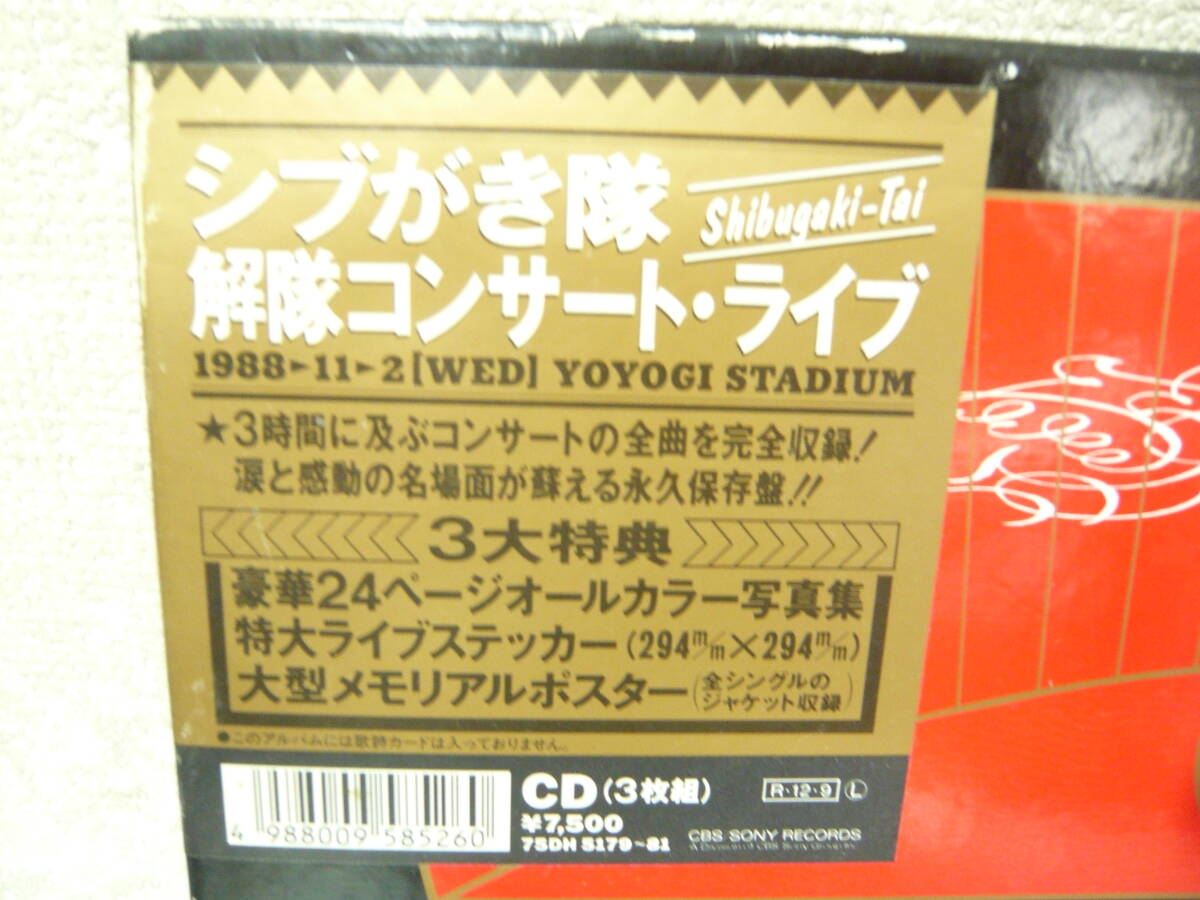 シブがき隊
Shibugaki-Tai
解隊コンサート・ライブ
1988▸11▸2 [WED] YOYOGI STADIUM
★3時間に及ぶコンサートの全曲を完全収録!
涙と感動の名場面が蘇える永久保存盤!!
3大特典
豪華24ページオールカラー写真集
特大ライブステッカー(294m/m×294m/m)
大型メモリアルポスター(全シングルのジャケット収録)
●このアルバムには歌詩カードは入っておりません。
4 988009 585260
CD(3枚組)
¥7,500
75DH 5179~81
R・12・9 L
CBS SONY RECORDS
A Division of CBS Sony Group Inc.